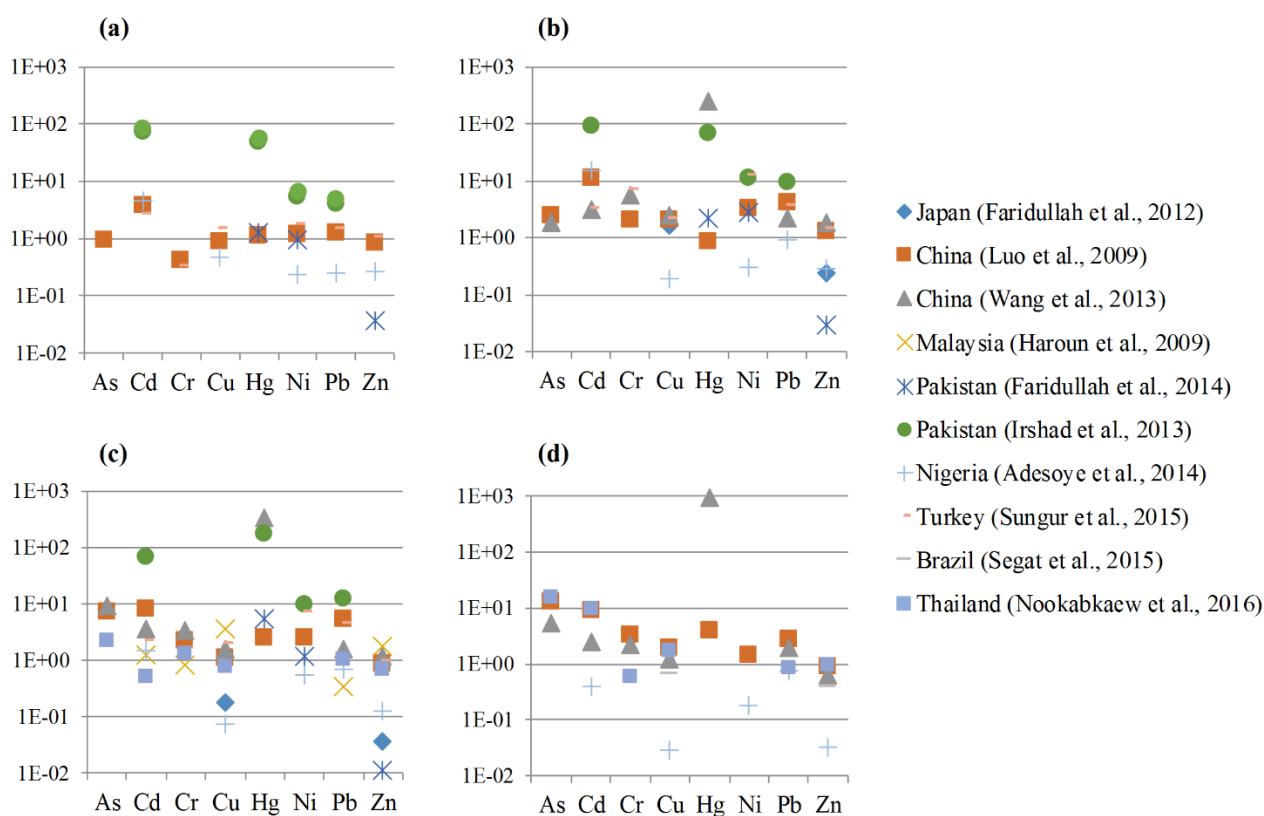 (a)
1E+03
1E+02
1E+01
1E+00
1E-01
1E-02
As Cd Cr Cu Hg Ni Pb Zn
(b)
1E+03
1E+02
1E+01
1E+00
1E-01
1E-02
As Cd Cr Cu Hg Ni Pb Zn
(c)
1E+03
1E+02
1E+01
1E+00
1E-01
1E-02
As Cd Cr Cu Hg Ni Pb Zn
(d)
1E+03
1E+02
1E+01
1E+00
1E-01
1E-02
As Cd Cr Cu Hg Ni Pb Zn
Japan (Faridullah et al., 2012)
China (Luo et al., 2009)
China (Wang et al., 2013)
Malaysia (Haroun et al., 2009)
Pakistan (Faridullah et al., 2014)
Pakistan (Irshad et al., 2013)
Nigeria (Adesoye et al., 2014)
Turkey (Sungur et al., 2015)
Brazil (Segat et al., 2015)
Thailand (Nookabkaew et al., 2016)